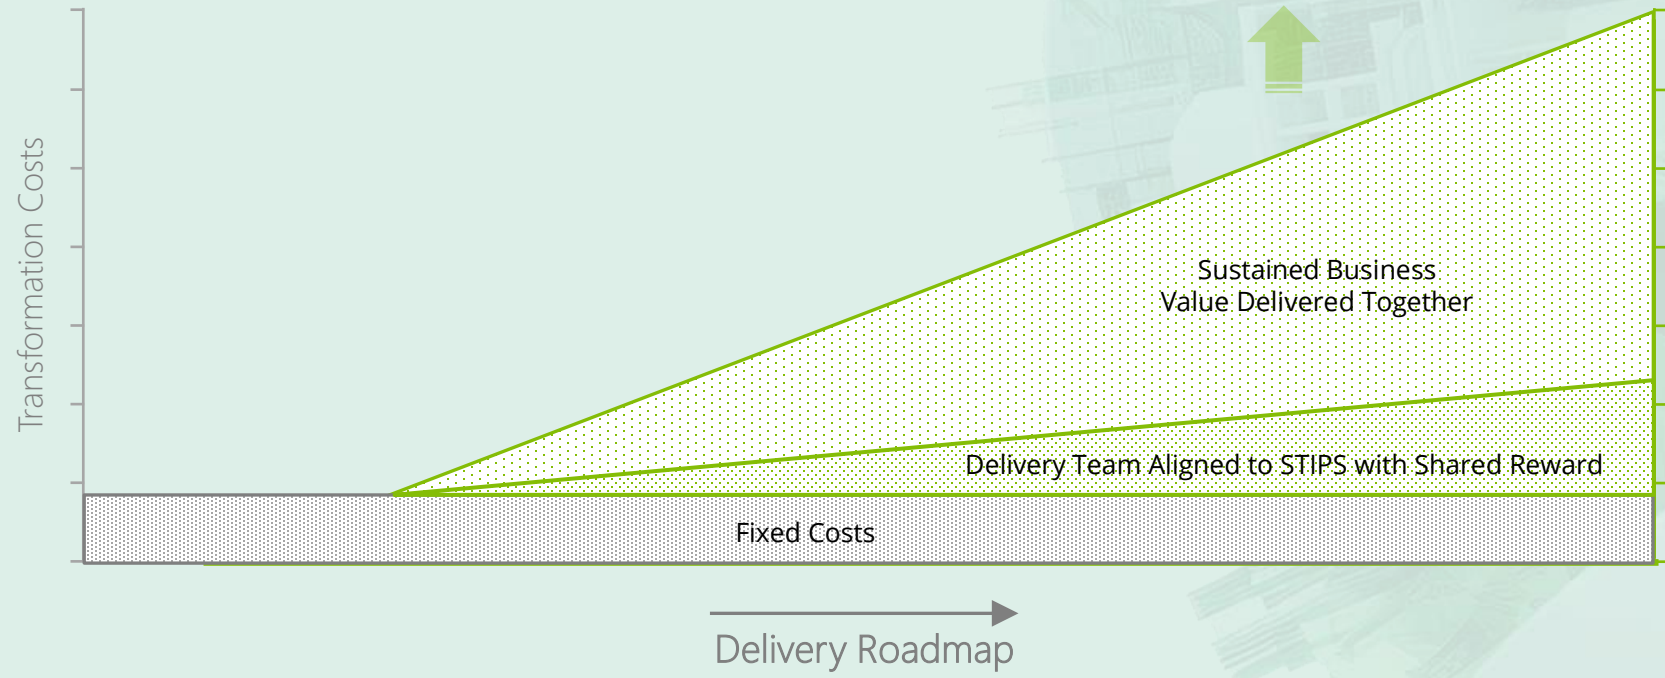 Transformation Costs
Sustained Business
Value Delivered Together
Delivery Team Aligned to STIPS with Shared Reward
Fixed Costs
Delivery Roadmap